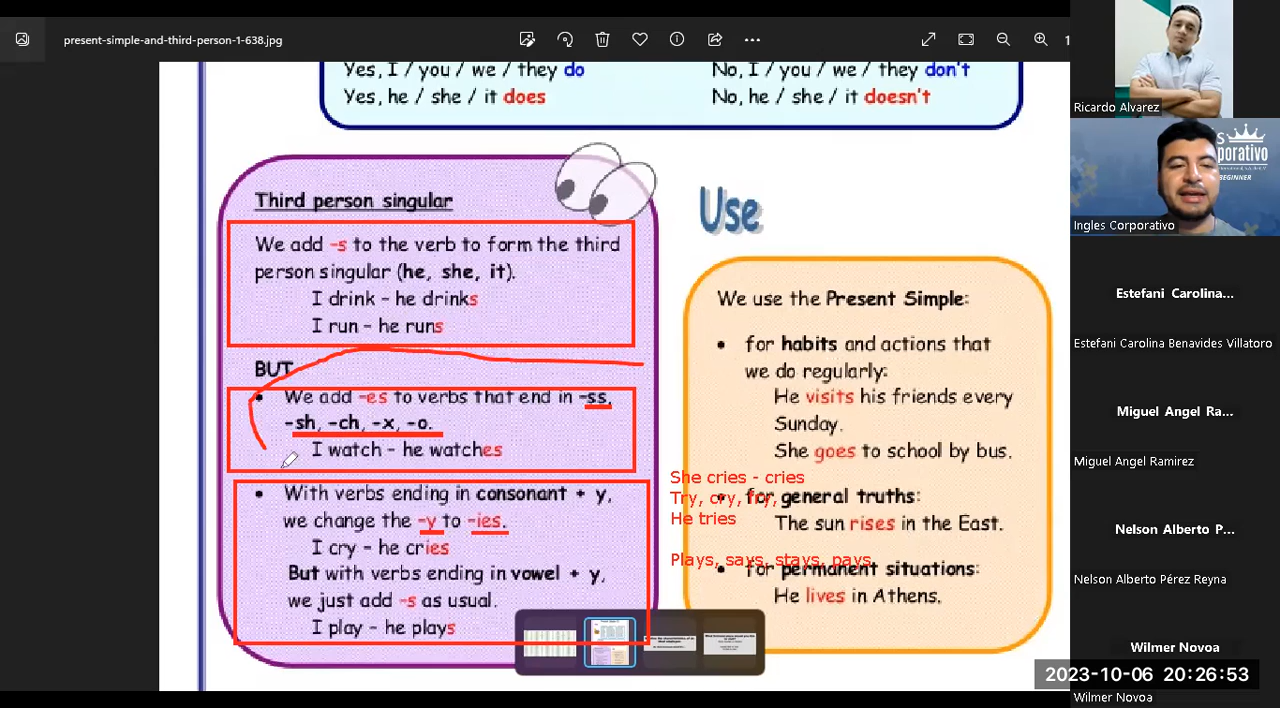 present-simple-and-third-person-1-638.jpg
1
Yes, I / you / we / they do
No, I / you / we / they don't
Yes, he / she / it does
No, he / she / it doesn't
Third person singular
We add -s to the verb to form the third
person singular (he, she, it).
I drink - he drinks
I run - he runs
BUT
We add -es to verbs that end in -ss,
-sh, -ch, -x, -o.
I watch - he watches
With verbs ending in consonant + y,
we change the -y to -ies.
I cry - he cries
But with verbs ending in vowel + y,
we just add -s as usual.
I play - he plays
Use
We use the Present Simple:
for habits and actions that
we do regularly:
He visits his friends every
Sunday.
She goes to school by bus.
for general truths:
The sun rises in the East.
for permanent situations:
He lives in Athens.
She cries - cries
Try, cry, fry,
He tries
Plays, says, stays, pays
Ricardo Alvarez
porativo
BEGINNER
Ingles Corporativo
Estefani Carolina...
Estefani Carolina Benavides Villatoro
Miguel Angel Ra...
Miguel Angel Ramirez
Nelson Alberto P...
Nelson Alberto Pérez Reyna
Wilmer Novoa
2023-10-06 20:26:53
Wilmer Novoa